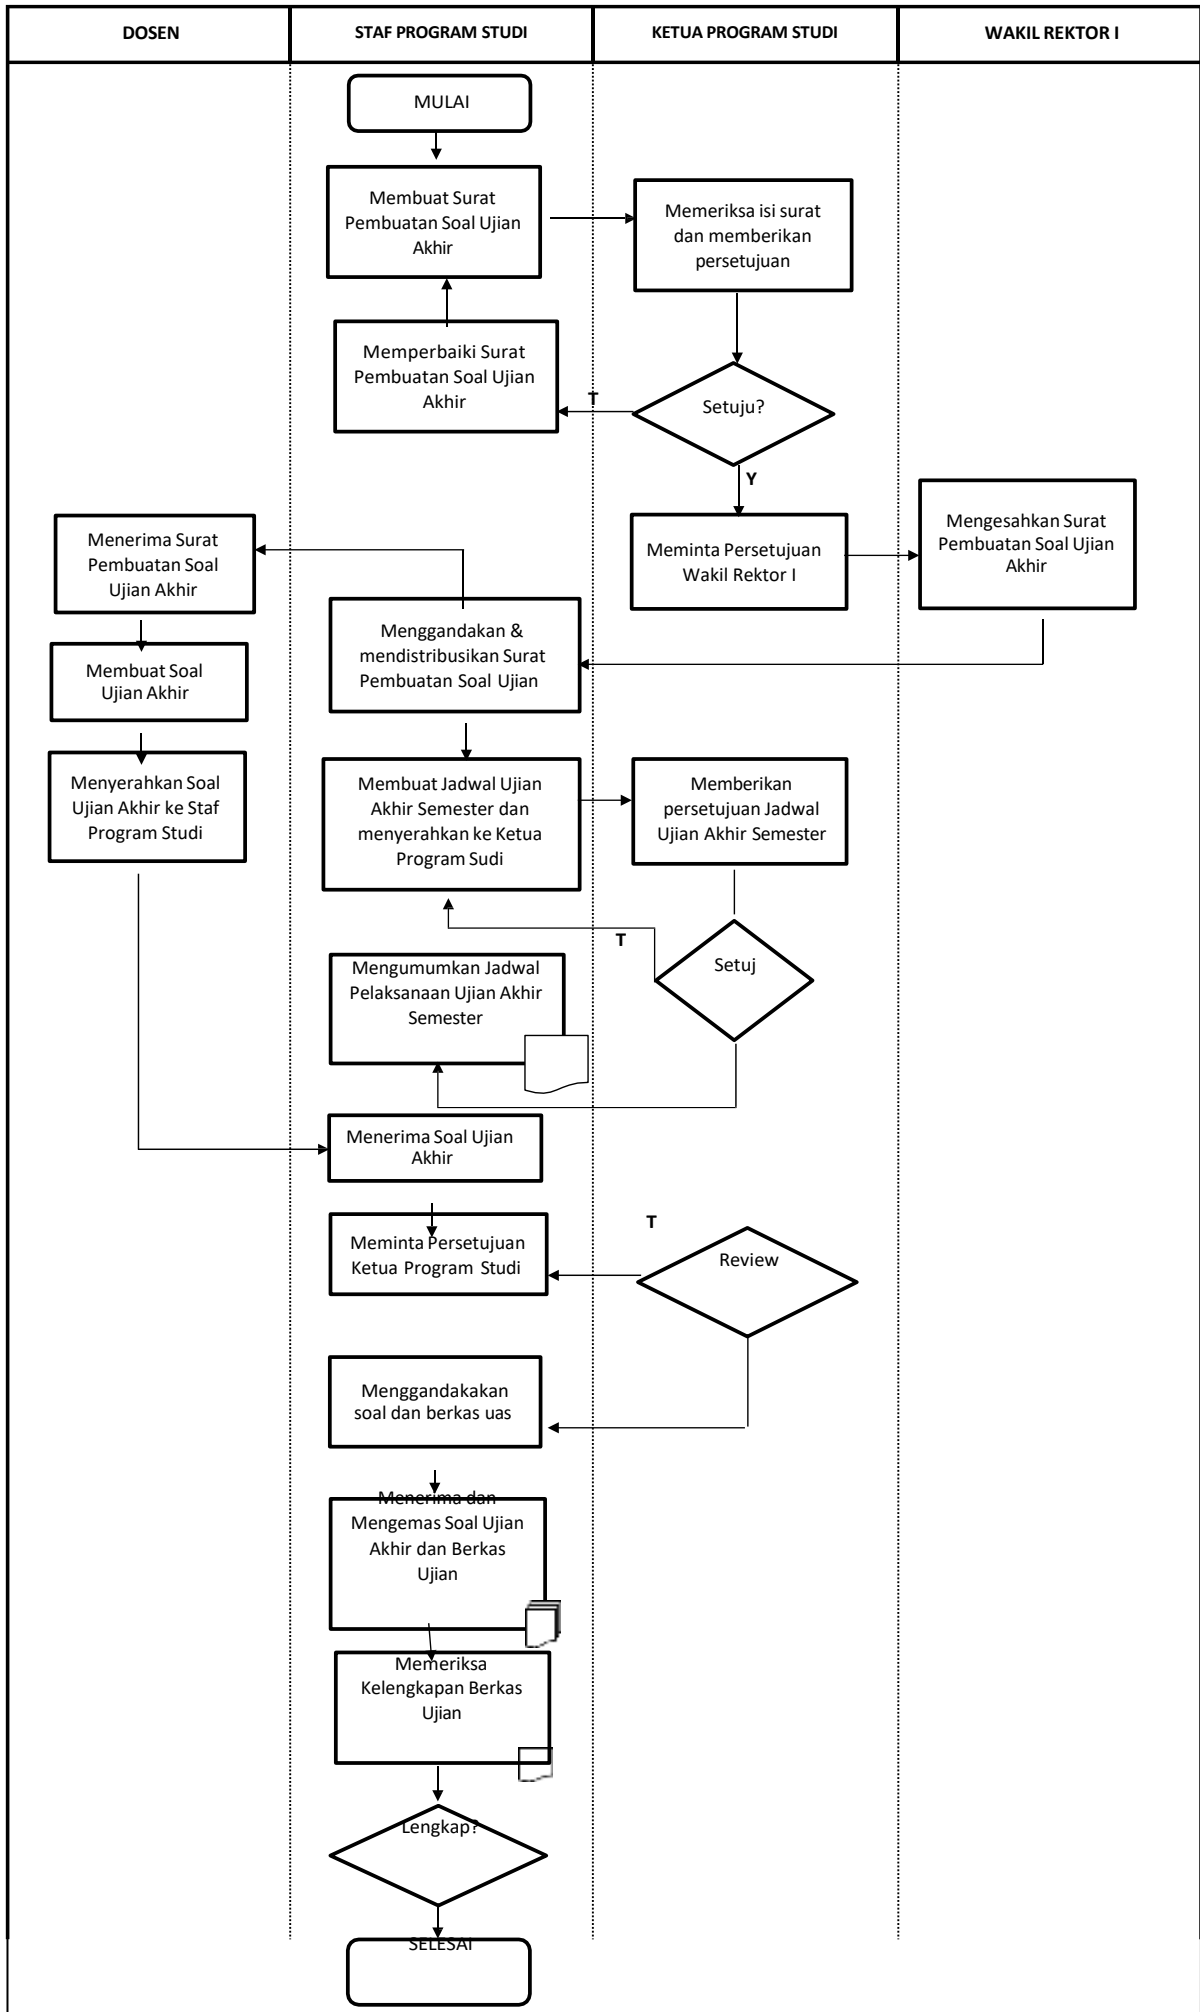 DOSEN
STAF PROGRAM STUDI
KETUA PROGRAM STUDI
WAKIL REKTOR I
MULAI
Membuat Surat
Pembuatan Soal Ujian
Akhir
Memeriksa isi surat
dan memberikan
persetujuan
Memperbaiki Surat
Pembuatan Soal Ujian
Akhir
T
Setuju?
Y
Menerima Surat
Pembuatan Soal
Ujian Akhir
Meminta Persetujuan
Wakil Rektor I
Mengesahkan Surat
Pembuatan Soal Ujian
Akhir
Menggandakan &
mendistribusikan Surat
Pembuatan Soal Ujian
Membuat Soal
Ujian Akhir
Menyerahkan Soal
Ujian Akhir ke Staf
Program Studi
Membuat Jadwal Ujian
Akhir Semester dan
menyerahkan ke Ketua
Program Sudi
Memberikan
persetujuan Jadwal
Ujian Akhir Semester
T
Setuj
Mengumumkan Jadwal
Pelaksanaan Ujian Akhir
Semester
Menerima Soal Ujian
Akhir
Meminta Persetujuan
Ketua Program Studi
T
Review
Menggandakakan
soal dan berkas uas
Menerima dan
Mengemas Soal Ujian
Akhir dan Berkas
Ujian
Memeriksa
Kelengkapan Berkas
Ujian
Lengkap?
SELESAI